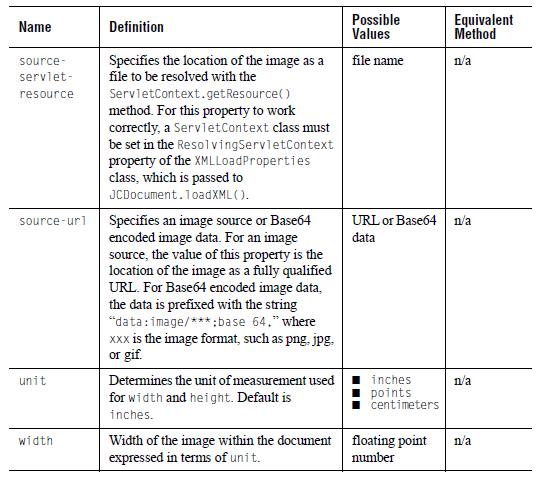 Name Definition Possible Values Equivalent Method
source-servlet-resource
Specifies the location of the image as a
file to be resolved with the
ServletContext.getResource()
method. For this property to work
correctly, a ServletContext class must
be set in the ResolvingServletContext
property of the XMLLoadProperties
class, which is passed to
JCDocument.loadXML().
file name
n/a
source-url
Specifies an image source or Base64
encoded image data. For an image
source, the value of this property is the
location of the image as a fully qualified
URL. For Base64 encoded image data,
the data is prefixed with the string
“data:image/***;base 64,” where
xxx is the image format, such as png, jpg,
or gif.
URL or Base64
data
n/a
unit
Determines the unit of measurement used
for width and height. Default is
inches.
■ inches
■ points
■ centimeters
n/a
width
Width of the image within the document
expressed in terms of unit.
floating point
number
n/a